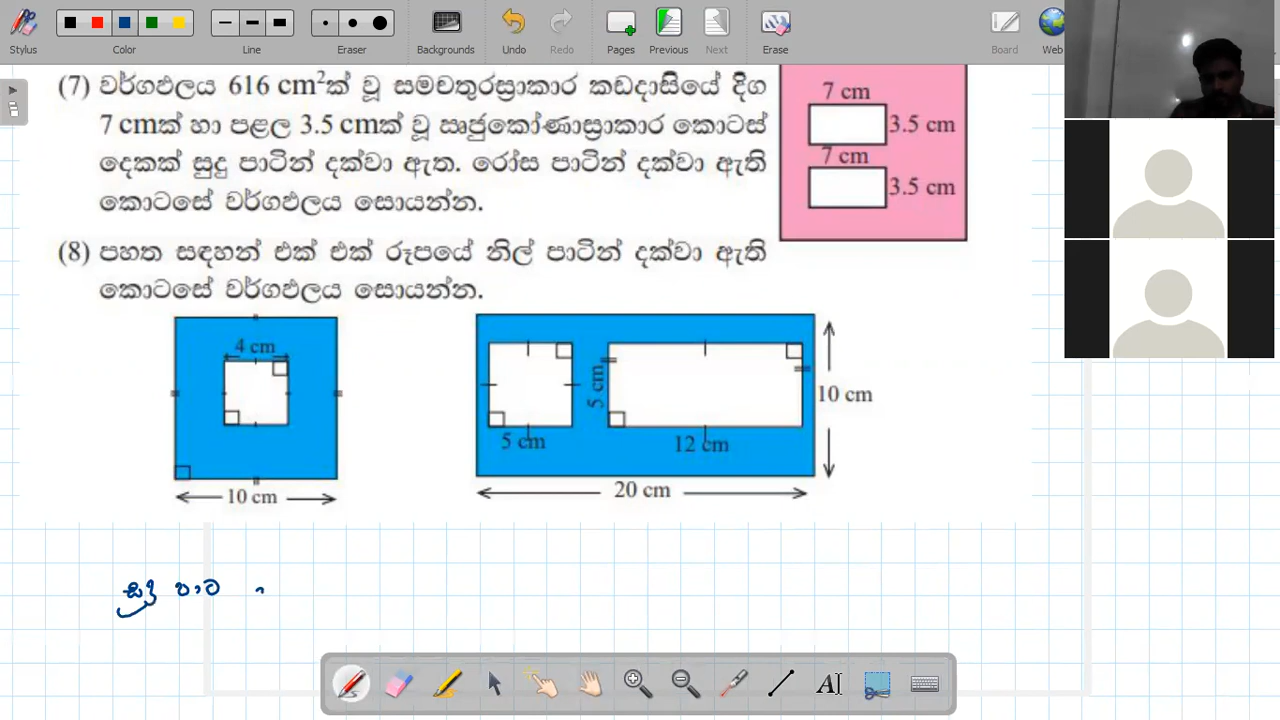 Stylus Color Line Eraser Backgrounds Undo Redo Pages Previous Next Erase Board Web
(7) වර්ගඵලය 616 cm²ක් වූ සමචතුරස්‍රාකාර කඩදාසියේ දිග
7 cmක් හා පළල 3.5 cmක් වූ ඍජුකෝණාස්‍රාකාර කොටස්
දෙකක් සුදු පාටින් දක්වා ඇත. රෝස පාටින් දක්වා ඇති
කොටසේ වර්ගඵලය සොයන්න.
7 cm
3.5 cm
7 cm
3.5 cm
(8) පහත සඳහන් එක් එක් රූපයේ නිල් පාටින් දක්වා ඇති
කොටසේ වර්ගඵලය සොයන්න.
4 cm
10 cm
5 cm
5 cm
12 cm
10 cm
20 cm
සුදු පාට
A